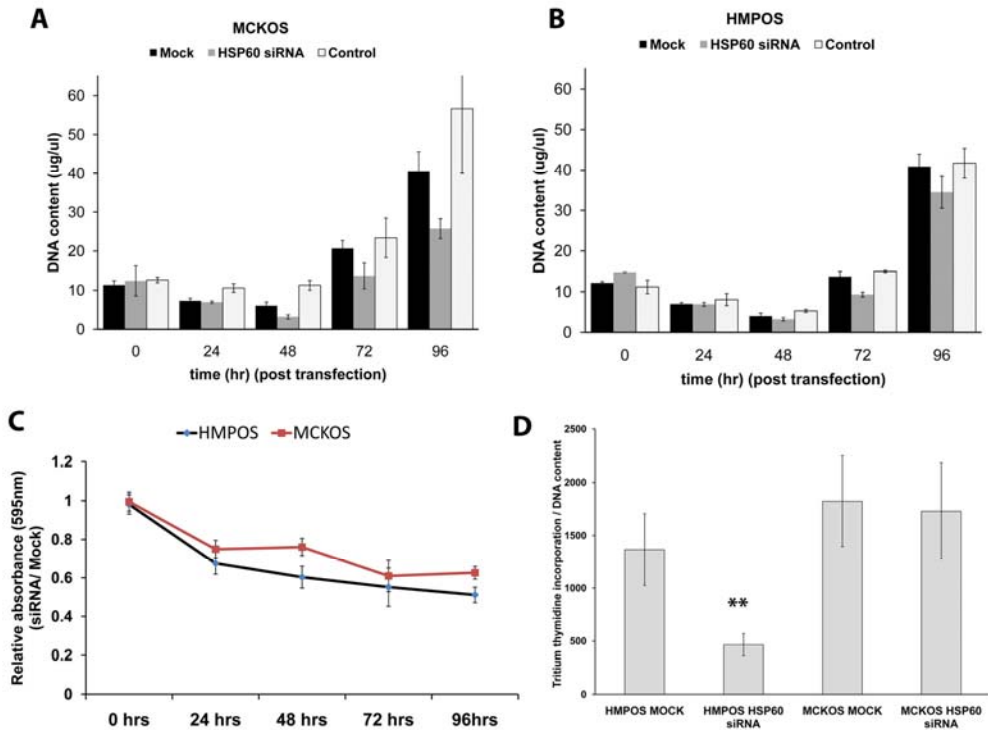 A
MCKOS
Mock HSP60 siRNA Control
DNA content (ug/ul)
60
50
40
30
20
10
0
0 24 48 72 96
time (hr) (post transfection)
B
HMPOS
Mock HSP60 siRNA Control
DNA content (ug/ul)
60
50
40
30
20
10
0
0 24 48 72 96
time (hr) (post transfection)
C
HMPOS MCKOS
Relative absorbance (595nm)
(siRNA/ Mock)
1.2
1
0.8
0.6
0.4
0.2
0
0 hrs 24 hrs 48 hrs 72 hrs 96hrs
D
Tritium thymidine incorporation / DNA content
2500
2000
1500
1000
500
0
**
HMPOS MOCK HMPOS HSP60 MCKOS MOCK MCKOS HSP60
siRNA siRNA